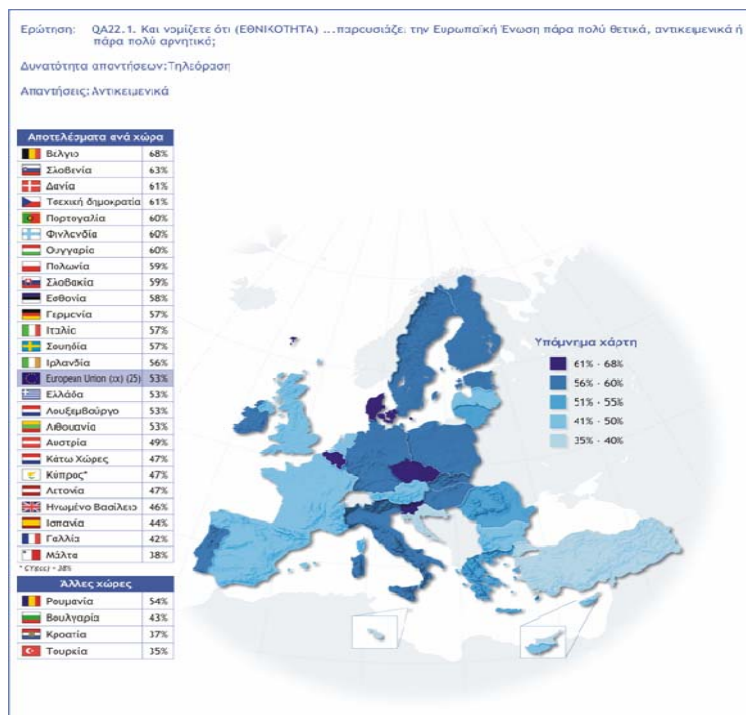 Ερώτηση: QA22.1. Και νομίζετε ότι (ΕΘΝΙΚΟΤΗΤΑ) ...παρουσιάζει την Ευρωπαϊκή Ένωση πάρα πολύ θετικά, αντικειμενικά ή
πάρα πολύ αρνητικά;
Δυνατότητα απαντήσεων: Τηλεόραση
Απαντήσεις: Αντικειμενικά
Αποτελέσματα ανά χώρα
Βέλγιο 68%
Σλοβενία 63%
Δανία 61%
Τσεχική δημοκρατία 61%
Πορτογαλία 60%
Φινλανδία 60%
Ουγγαρία 60%
Πολωνία 59%
Σλοβακία 59%
Εσθονία 58%
Γερμανία 57%
Ιταλία 57%
Σουηδία 57%
Ιρλανδία 56%
European Union (25) 53%
Ελλάδα 53%
Λουξεμβούργο 53%
Λιθουανία 53%
Αυστρία 49%
Κάτω Χώρες 47%
Κύπρος* 47%
Λετονία 47%
Ηνωμένο Βασίλειο 46%
Ισπανία 44%
Γαλλία 42%
Μάλτα 38%
Άλλες χώρες
Ρουμανία 54%
Βουλγαρία 43%
Κροατία 37%
Τουρκία 35%
Υπόμνημα χάρτη
61% - 68%
56% - 60%
51% - 55%
41% - 50%
35% - 40%